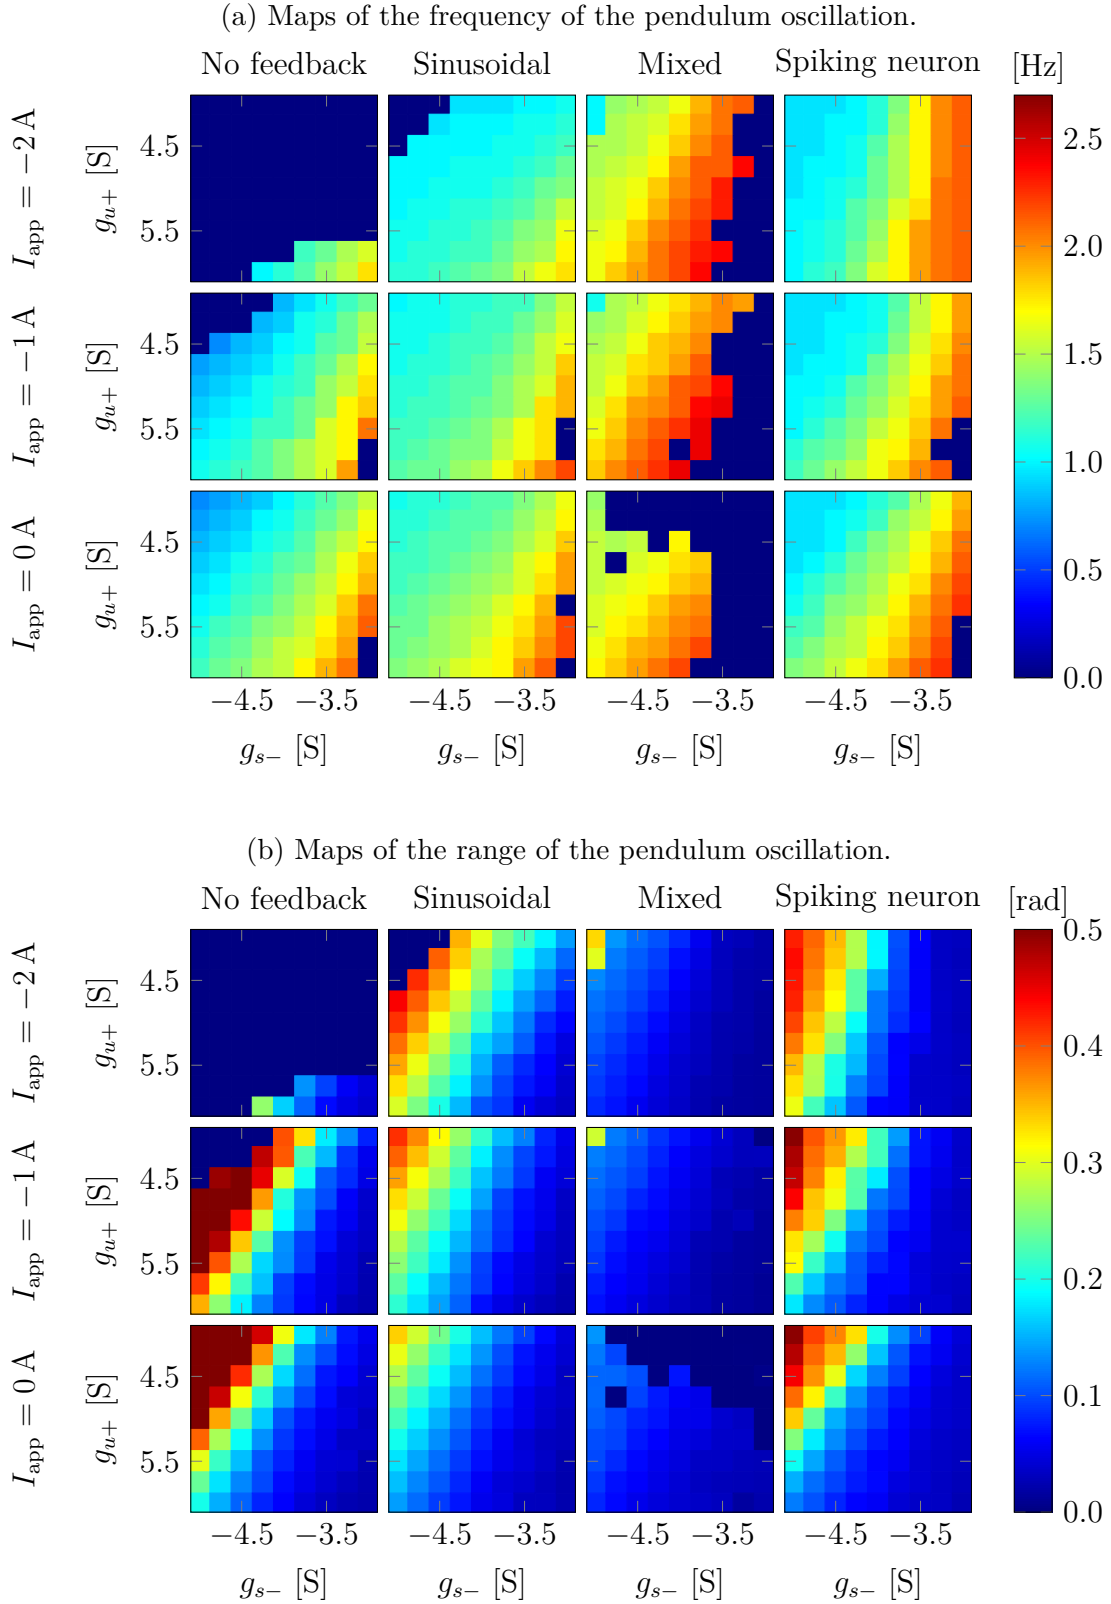 (a) Maps of the frequency of the pendulum oscillation.
No feedback Sinusoidal Mixed Spiking neuron [Hz]
I_app = −2 A
g_u+ [S]
4.5
5.5
I_app = −1 A
g_u+ [S]
4.5
5.5
I_app = 0 A
g_u+ [S]
4.5
5.5
2.5
2.0
1.5
1.0
0.5
0.0
−4.5 −3.5 −4.5 −3.5 −4.5 −3.5 −4.5 −3.5
g_s− [S] g_s− [S] g_s− [S] g_s− [S]
(b) Maps of the range of the pendulum oscillation.
No feedback Sinusoidal Mixed Spiking neuron [rad]
I_app = −2 A
g_u+ [S]
4.5
5.5
I_app = −1 A
g_u+ [S]
4.5
5.5
I_app = 0 A
g_u+ [S]
4.5
5.5
0.5
0.4
0.3
0.2
0.1
0.0
−4.5 −3.5 −4.5 −3.5 −4.5 −3.5 −4.5 −3.5
g_s− [S] g_s− [S] g_s− [S] g_s− [S]